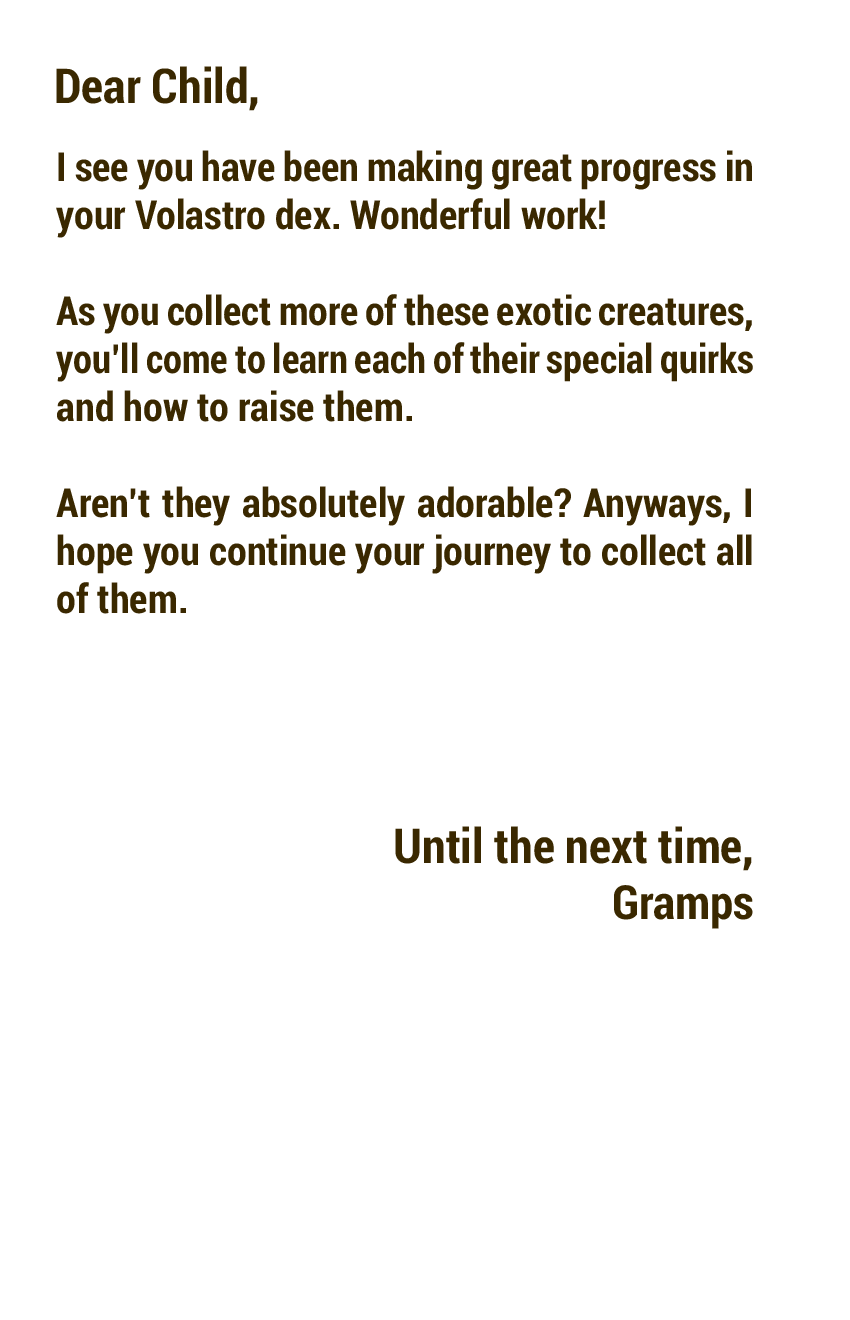 Dear Child,
I see you have been making great progress in
your Volastro dex. Wonderful work!
As you collect more of these exotic creatures,
you'll come to learn each of their special quirks
and how to raise them.
Aren't they absolutely adorable? Anyways, I
hope you continue your journey to collect all
of them.
Until the next time,
Gramps